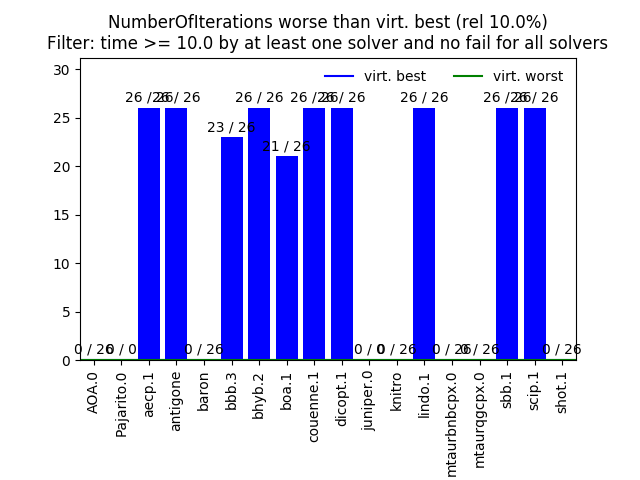 NumberOfIterations worse than virt. best (rel 10.0%)
Filter: time >= 10.0 by at least one solver and no fail for all solvers
virt. best
virt. worst
30
25
20
15
10
5
0
0 / 26
0 / 0
26 / 26
26 / 26
0 / 26
23 / 26
26 / 26
21 / 26
26 / 26
26 / 26
0 / 0
0 / 26
26 / 26
0 / 26
0 / 26
26 / 26
26 / 26
0 / 26
AOA.0
Pajarito.0
aecp.1
antigone
baron
bbb.3
bhyb.2
boa.1
couenne.1
dicopt.1
juniper.0
knitro
lindo.1
mtaurbnbcpx.0
mtaurqgcpx.0
sbb.1
scip.1
shot.1